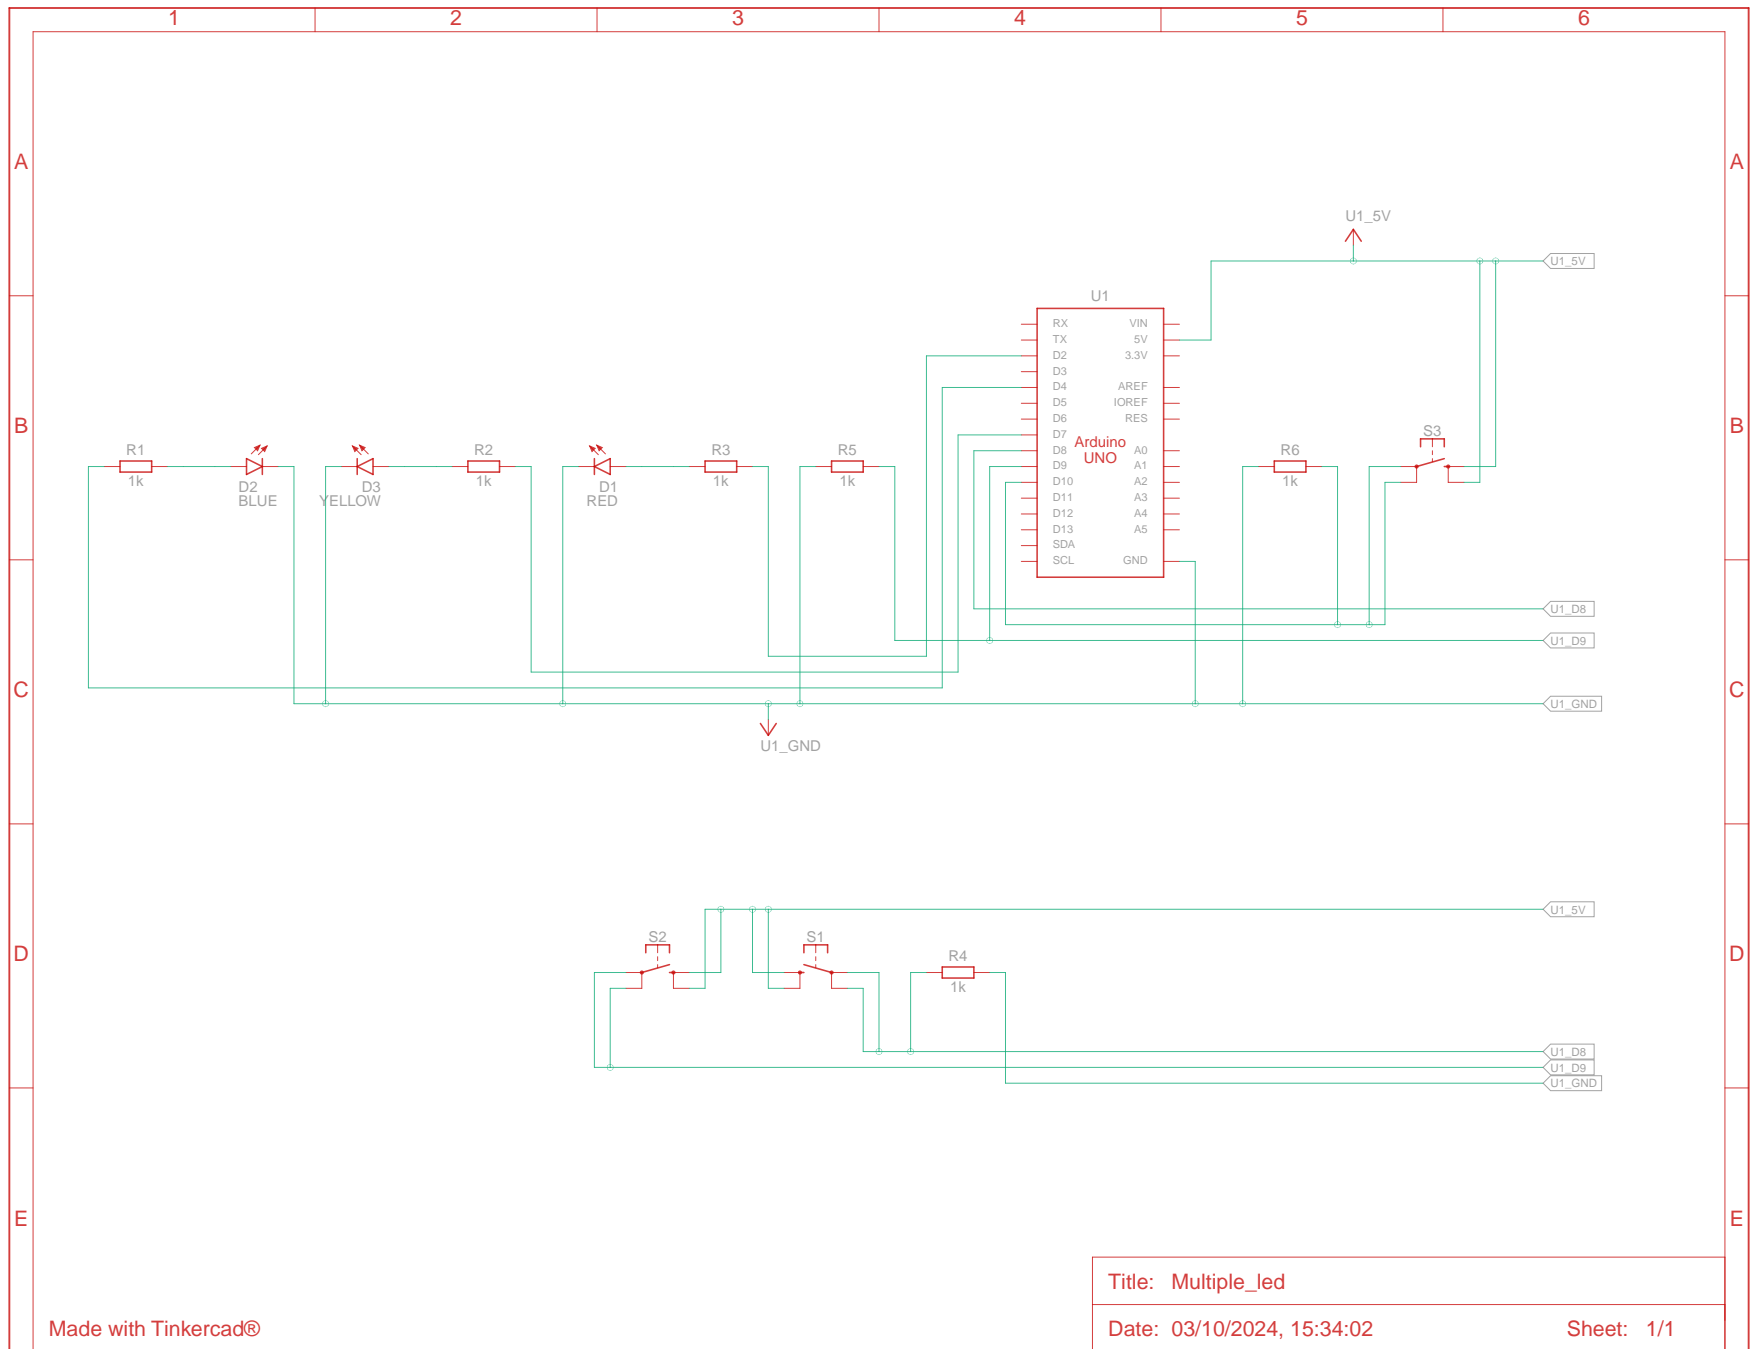 1 2 3 4 5 6
A A
U1_5V
U1_5V
U1
RX VIN
TX 5V
D2 3.3V
D3
D4 AREF
D5 IOREF
D6 RES
D7
Arduino
UNO
D8 A0
D9 A1
D10 A2
D11 A3
D12 A4
D13 A5
SDA
SCL GND
B B
R1 R2 R3 R5 R6 S3
1k 1k 1k 1k 1k
D2 D3 D1
BLUE YELLOW RED
U1_D8
U1_D9
C C
U1_GND
U1_GND
U1_5V
S2 S1
D D
R4
1k
U1_D8
U1_D9
U1_GND
E E
Title: Multiple_led
Made with Tinkercad®
Date: 03/10/2024, 15:34:02 Sheet: 1/1